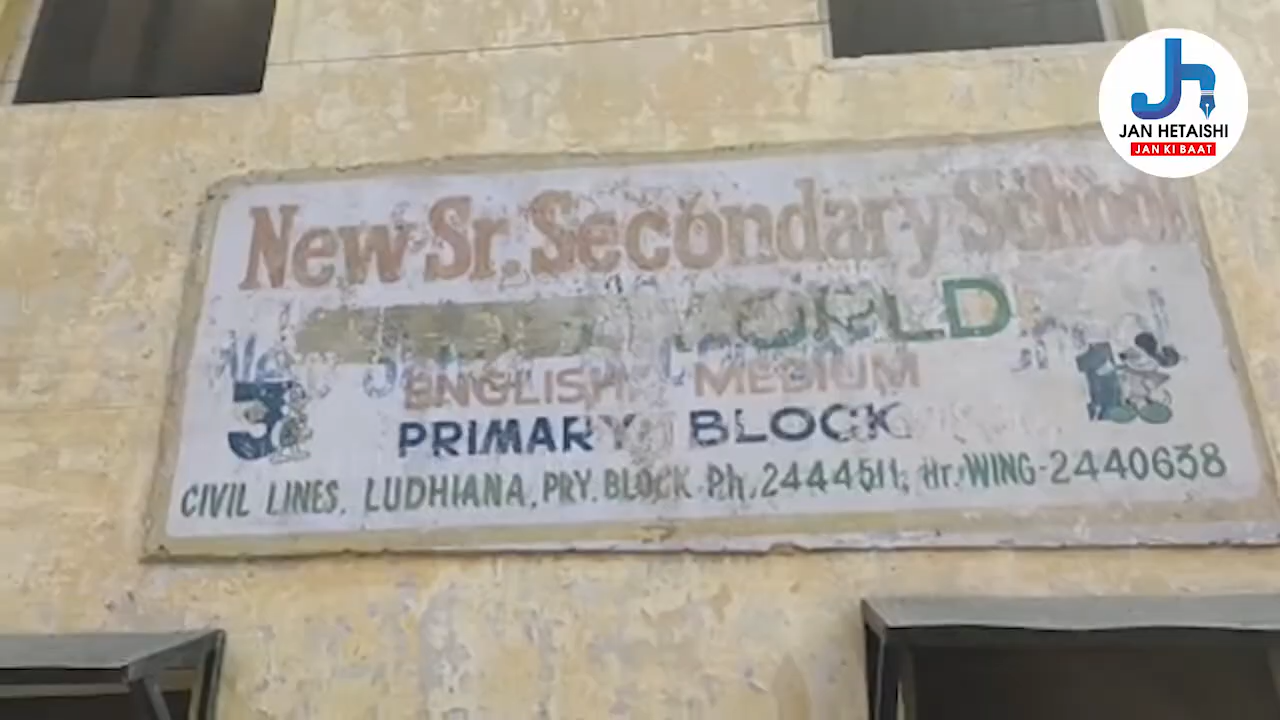 JAN HETAISHI
JAN KI BAAT
New Sr. Secondary School
ORLD
ENGLISH MEDIUM
PRIMARY BLOCK
CIVIL LINES, LUDHIANA, PRY. BLOCK Ph, 2444511, Hr. WING-2440638